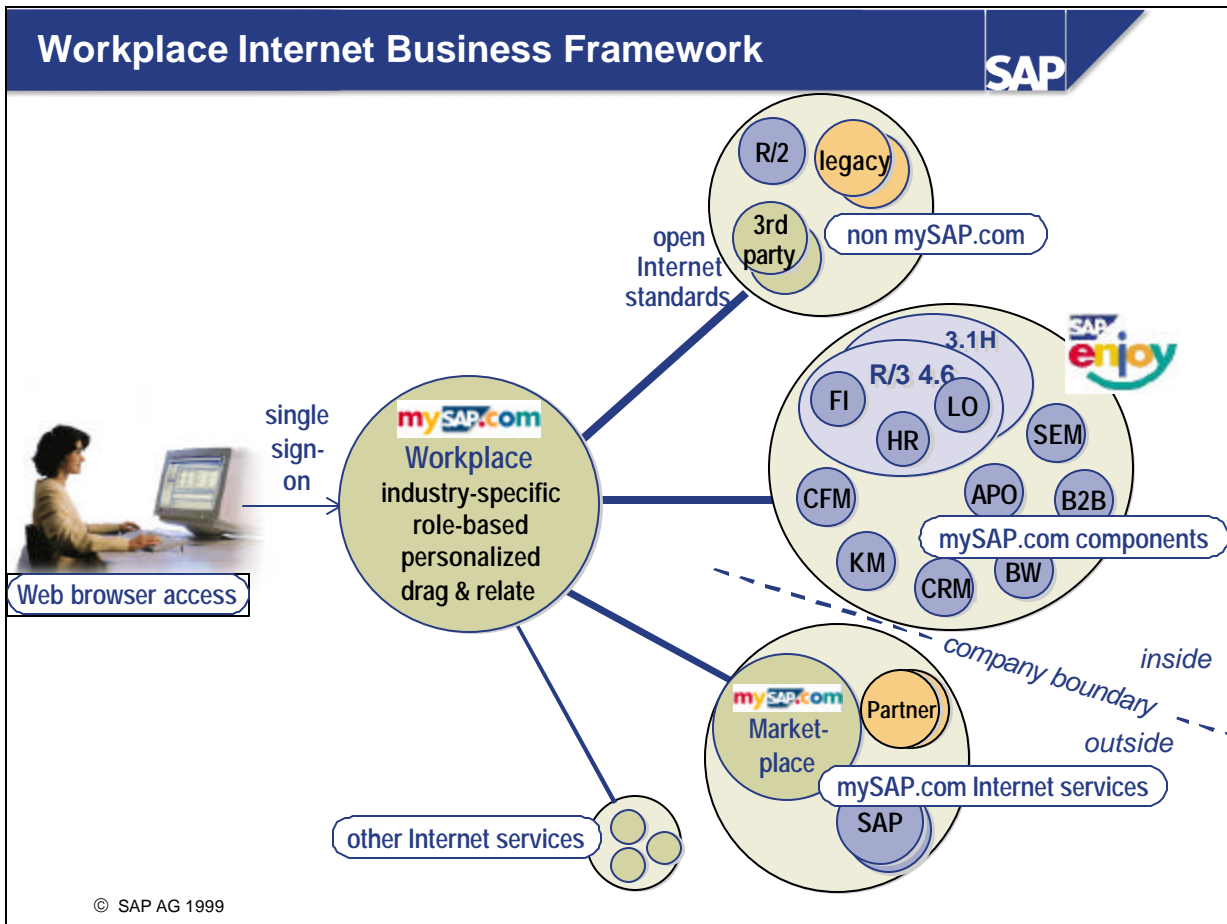 Workplace Internet Business Framework
SAP
R/2
legacy
3rd
party
non mySAP.com
open
Internet
standards
SAP
enjoy
3.1H
R/3 4.6
FI
LO
HR
SEM
CFM
APO
B2B
mySAP.com components
KM
CRM
BW
single
sign-
on
mySAP.com
Workplace
industry-specific
role-based
personalized
drag & relate
Web browser access
company boundary
inside
outside
mySAP.com
Market-
place
Partner
mySAP.com Internet services
SAP
other Internet services
© SAP AG 1999